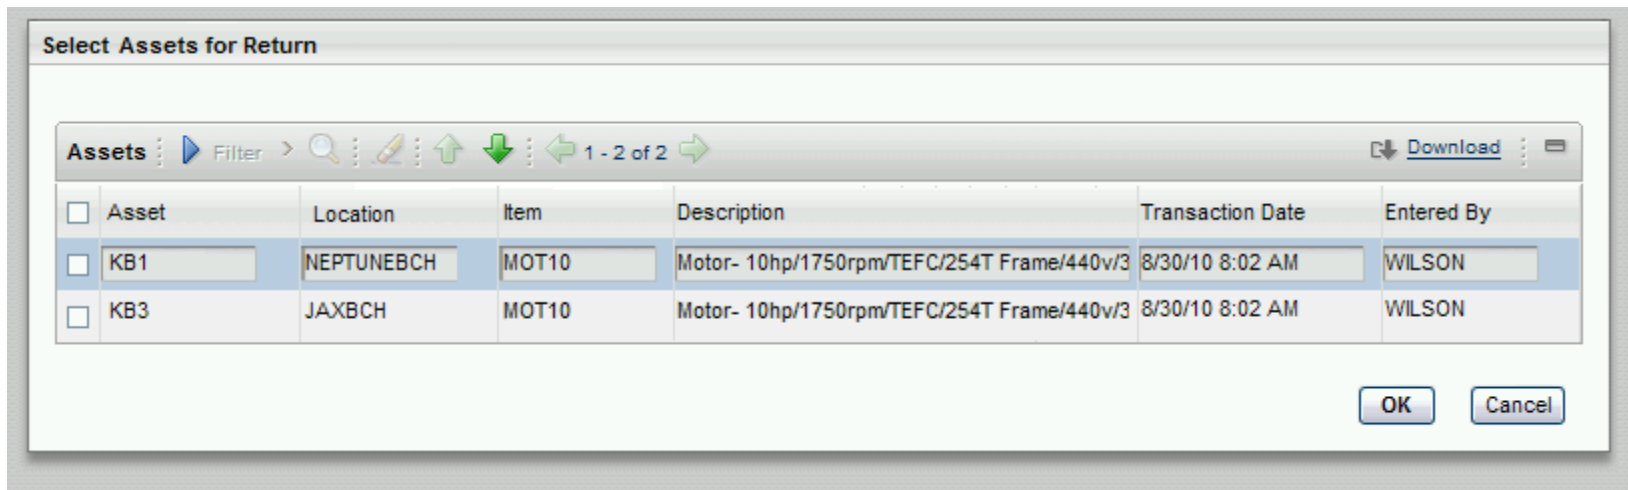 Select Assets for Return
Assets Filter 1 - 2 of 2 Download
Asset Location Item Description Transaction Date Entered By
KB1 NEPTUNEBCH MOT10 Motor- 10hp/1750rpm/TEFC/254T Frame/440v/3 8/30/10 8:02 AM WILSON
KB3 JAXBCH MOT10 Motor- 10hp/1750rpm/TEFC/254T Frame/440v/3 8/30/10 8:02 AM WILSON
OK Cancel